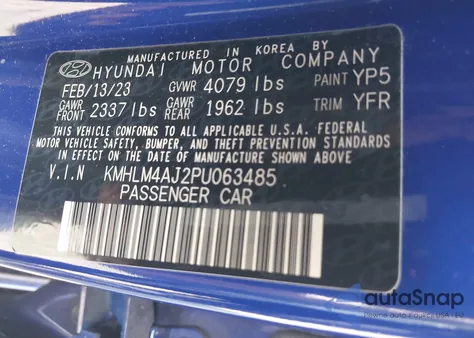 MANUFACTURED IN KOREA BY
HYUNDAI MOTOR COMPANY
FEB/13/23 GVWR 4079 lbs PAINT YP5
GAWR FRONT 2337 lbs GAWR REAR 1962 lbs TRIM YFR
THIS VEHICLE CONFORMS TO ALL APPLICABLE U.S.A. FEDERAL
MOTOR VEHICLE SAFETY, BUMPER, AND THEFT PREVENTION STANDARDS
IN EFFECT ON THE DATE OF MANUFACTURE SHOWN ABOVE.
V.I.N KMHLM4AJ2PU063485
PASSENGER CAR
autoSnap